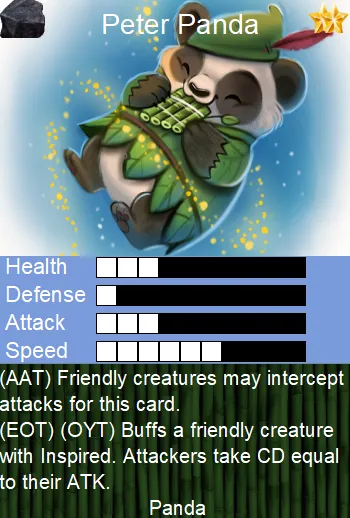 Peter Panda
Health
Defense
Attack
Speed
(AAT) Friendly creatures may intercept
attacks for this card.
(EOT) (OYT) Buffs a friendly creature
with Inspired. Attackers take CD equal
to their ATK.
Panda